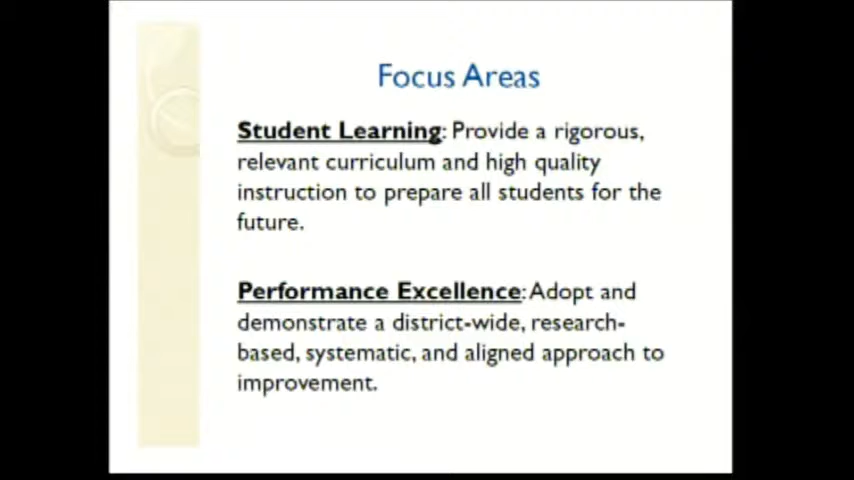 Focus Areas
Student Learning: Provide a rigorous,
relevant curriculum and high quality
instruction to prepare all students for the
future.
Performance Excellence: Adopt and
demonstrate a district-wide, research-
based, systematic, and aligned approach to
improvement.